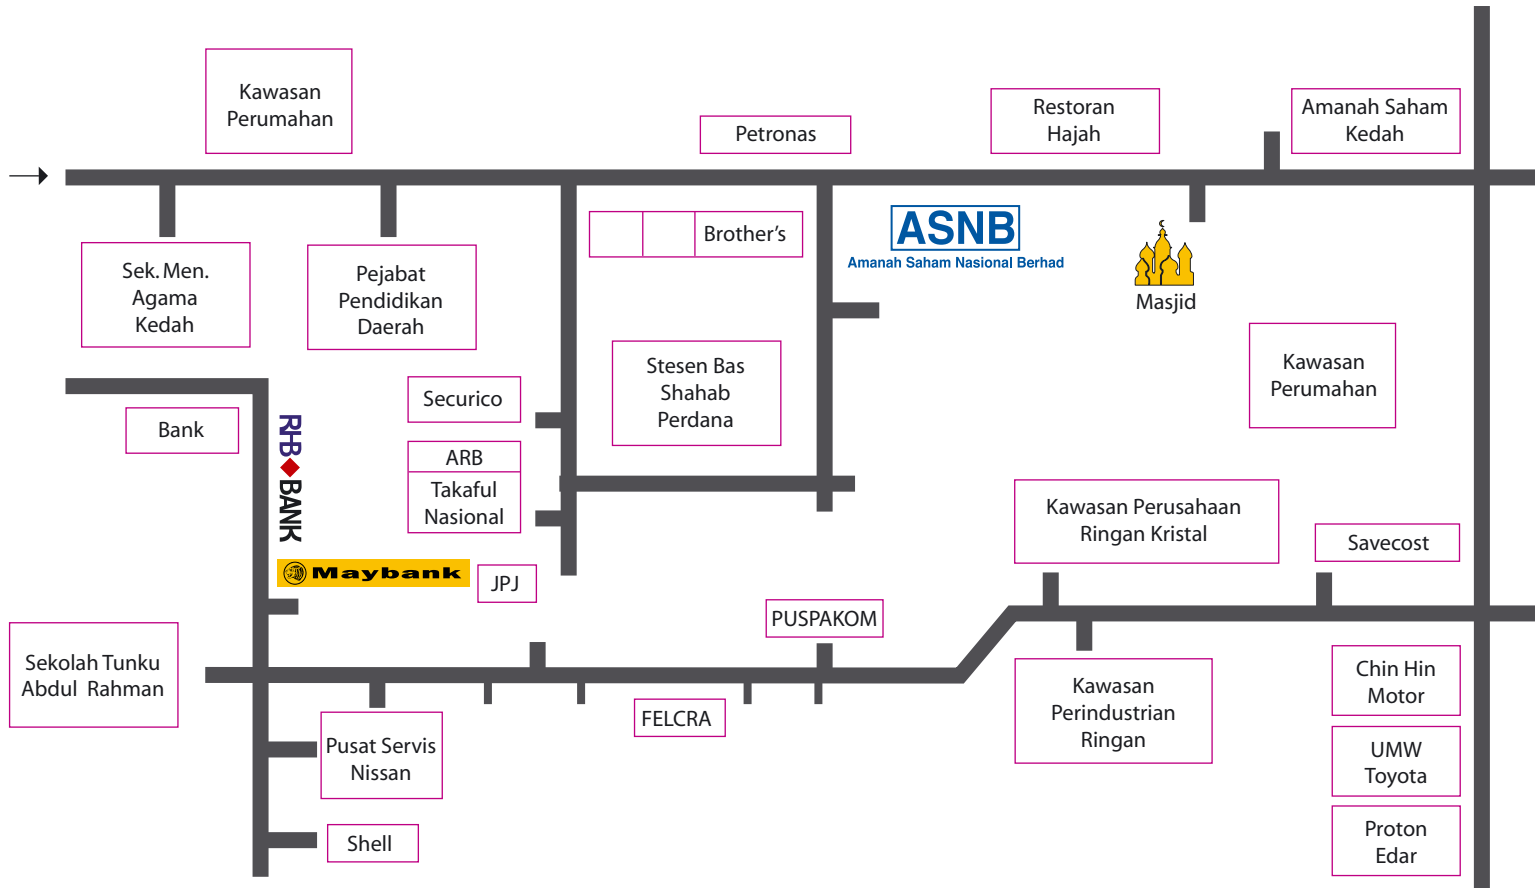 Kawasan
Perumahan
Petronas
Restoran
Hajah
Amanah Saham
Kedah
Brother's
ASNB
Amanah Saham Nasional Berhad
Masjid
Sek. Men.
Agama
Kedah
Pejabat
Pendidikan
Daerah
Stesen Bas
Shahab
Perdana
Kawasan
Perumahan
Securico
Bank
RHB BANK
ARB
Takaful
Nasional
Maybank
JPJ
Kawasan Perusahaan
Ringan Kristal
Savecost
PUSPAKOM
Sekolah Tunku
Abdul Rahman
FELCRA
Kawasan
Perindustrian
Ringan
Chin Hin
Motor
Pusat Servis
Nissan
UMW
Toyota
Shell
Proton
Edar